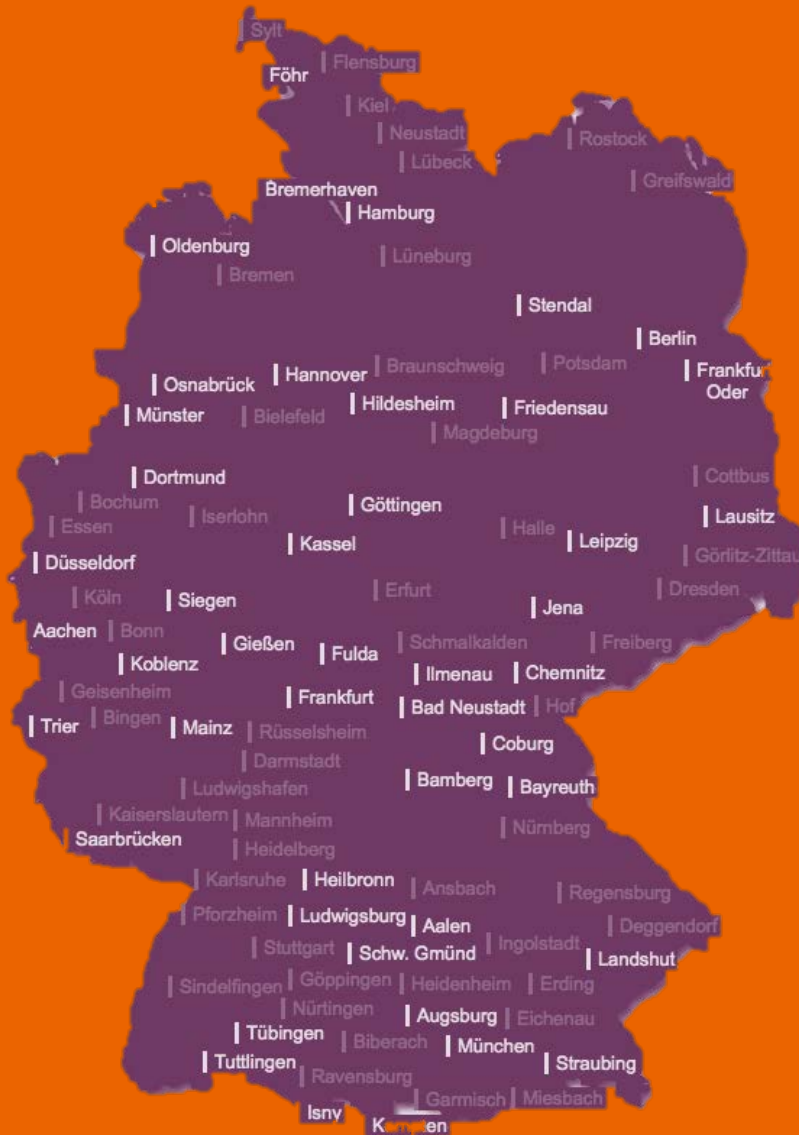 Sylt
Flensburg
Föhr
Kiel
Neustadt
Rostock
Lübeck
Greifswald
Bremerhaven
Hamburg
Oldenburg
Lüneburg
Bremen
Stendal
Berlin
Braunschweig
Potsdam
Hannover
Frankfur
Oder
Osnabrück
Hildesheim
Friedensau
Münster
Bielefeld
Magdeburg
Dortmund
Cottbus
Bochum
Göttingen
Iserlohn
Lausitz
Essen
Halle
Kassel
Leipzig
Görlitz-Zittau
Düsseldorf
Erfurt
Dresden
Köln
Siegen
Jena
Aachen
Bonn
Gießen
Schmalkalden
Freiberg
Fulda
Koblenz
Ilmenau
Chemnitz
Geisenheim
Frankfurt
Bad Neustadt
Hof
Bingen
Trier
Mainz
Rüsselsheim
Coburg
Darmstadt
Bamberg
Bayreuth
Ludwigshafen
Kaiserslautern
Mannheim
Nürnberg
Saarbrücken
Heidelberg
Karlsruhe
Heilbronn
Ansbach
Regensburg
Pforzheim
Ludwigsburg
Aalen
Deggendorf
Stuttgart
Schw. Gmünd
Ingolstadt
Landshut
Sindelfingen
Göppingen
Heidenheim
Erding
Nürtingen
Augsburg
Eichenau
Tübingen
Biberach
München
Tuttlingen
Straubing
Ravensburg
Garmisch
Miesbach
Isny
Kempten